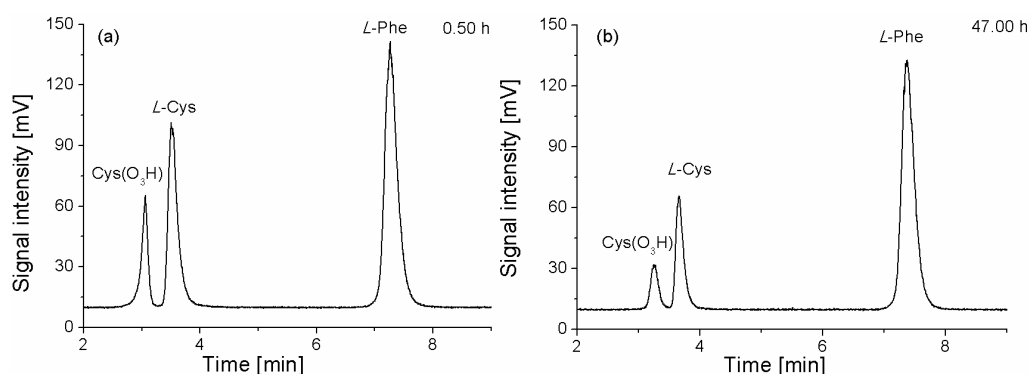 (a)
0.50 h
L-Phe
L-Cys
Cys(O₃H)
150
120
90
60
30
0
Signal intensity [mV]
2
4
6
8
Time [min]
(b)
47.00 h
L-Phe
L-Cys
Cys(O₃H)
150
120
90
60
30
0
Signal intensity [mV]
2
4
6
8
Time [min]